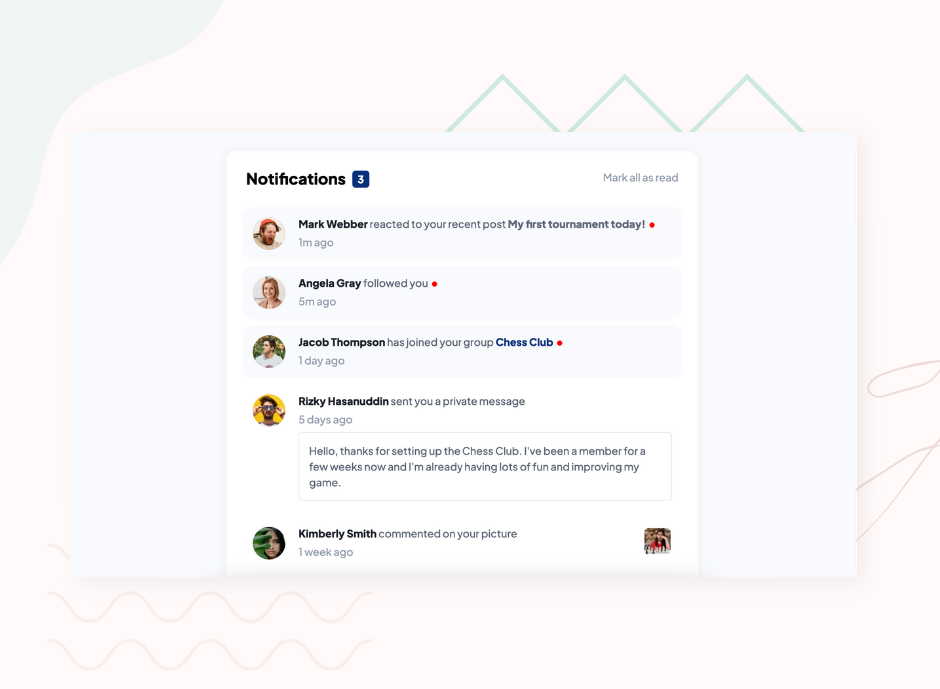 Notifications 3
Mark all as read
Mark Webber reacted to your recent post My first tournament today!
1m ago
Angela Gray followed you
5m ago
Jacob Thompson has joined your group Chess Club
1 day ago
Rizky Hasanuddin sent you a private message
5 days ago
Hello, thanks for setting up the Chess Club. I've been a member for a
few weeks now and I'm already having lots of fun and improving my
game.
Kimberly Smith commented on your picture
1 week ago